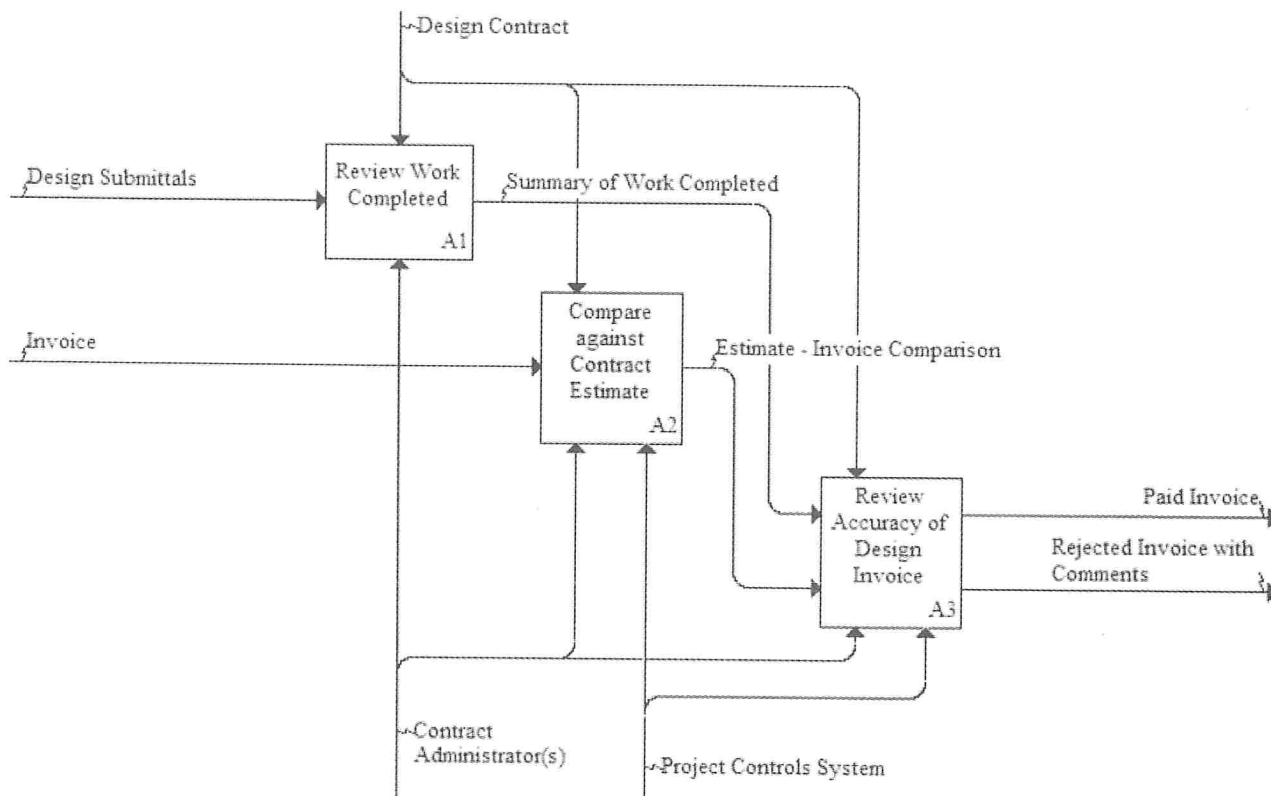 Design Contract
Review Work
Completed
A1
Design Submittals
Summary of Work Completed
Compare
against
Contract
Estimate
A2
Invoice
Estimate - Invoice Comparison
Review
Accuracy of
Design
Invoice
A3
Paid Invoice
Rejected Invoice with
Comments
Contract
Administrator(s)
Project Controls System